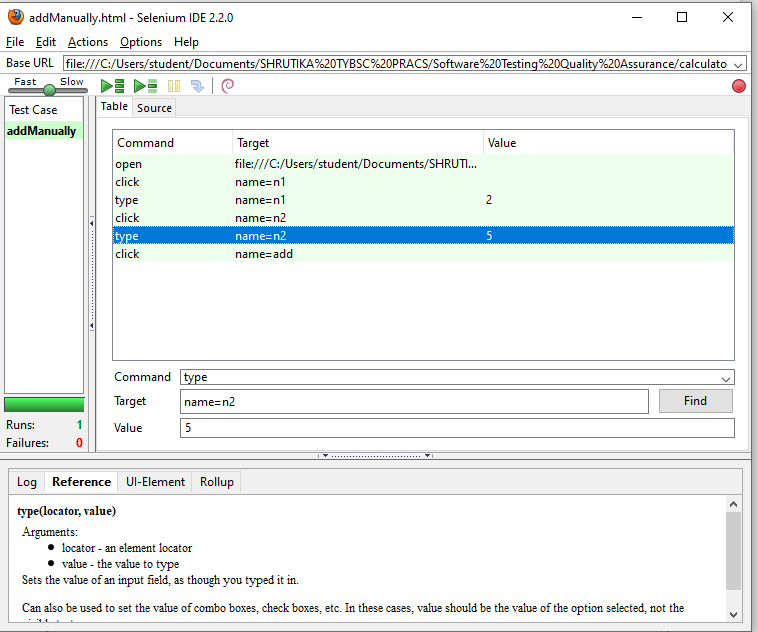 addManually.html - Selenium IDE 2.2.0
File Edit Actions Options Help
Base URL file:///C:/Users/student/Documents/SHRUTIKA%20TYBSC%20PRACS/Software%20Testing%20Quality%20Assurance/calculato
Fast Slow
Test Case
addManually
Table Source
Command Target Value
open file:///C:/Users/student/Documents/SHRUTI...
click name=n1
type name=n1 2
click name=n2
type name=n2 5
click name=add
Command type
Target name=n2 Find
Value 5
Runs: 1
Failures: 0
Log Reference UI-Element Rollup
type(locator, value)
Arguments:
● locator - an element locator
● value - the value to type
Sets the value of an input field, as though you typed it in.
Can also be used to set the value of combo boxes, check boxes, etc. In these cases, value should be the value of the option selected, not the